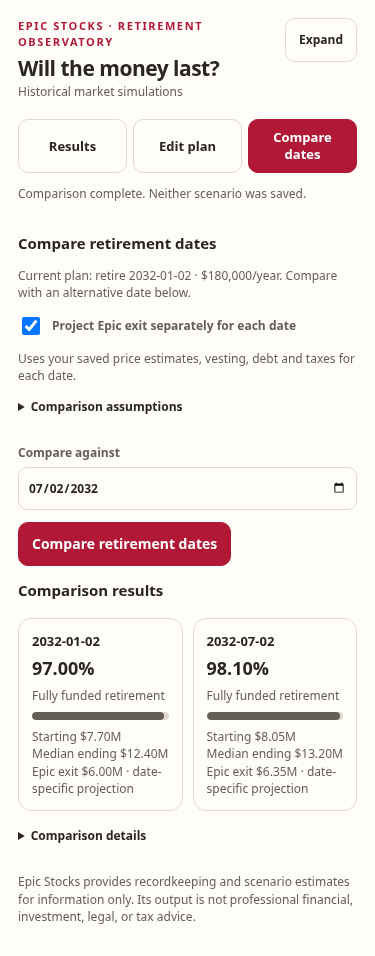 EPIC STOCKS · RETIREMENT
OBSERVATORY
Expand
Will the money last?
Historical market simulations
Results
Edit plan
Compare
dates
Comparison complete. Neither scenario was saved.
Compare retirement dates
Current plan: retire 2032-01-02 · $180,000/year. Compare
with an alternative date below.
Project Epic exit separately for each date
Uses your saved price estimates, vesting, debt and taxes for
each date.
Comparison assumptions
Compare against
07/02/2032
Compare retirement dates
Comparison results
2032-01-02
97.00%
Fully funded retirement
Starting $7.70M
Median ending $12.40M
Epic exit $6.00M · date-
specific projection
2032-07-02
98.10%
Fully funded retirement
Starting $8.05M
Median ending $13.20M
Epic exit $6.35M · date-
specific projection
Comparison details
Epic Stocks provides recordkeeping and scenario estimates
for information only. Its output is not professional financial,
investment, legal, or tax advice.